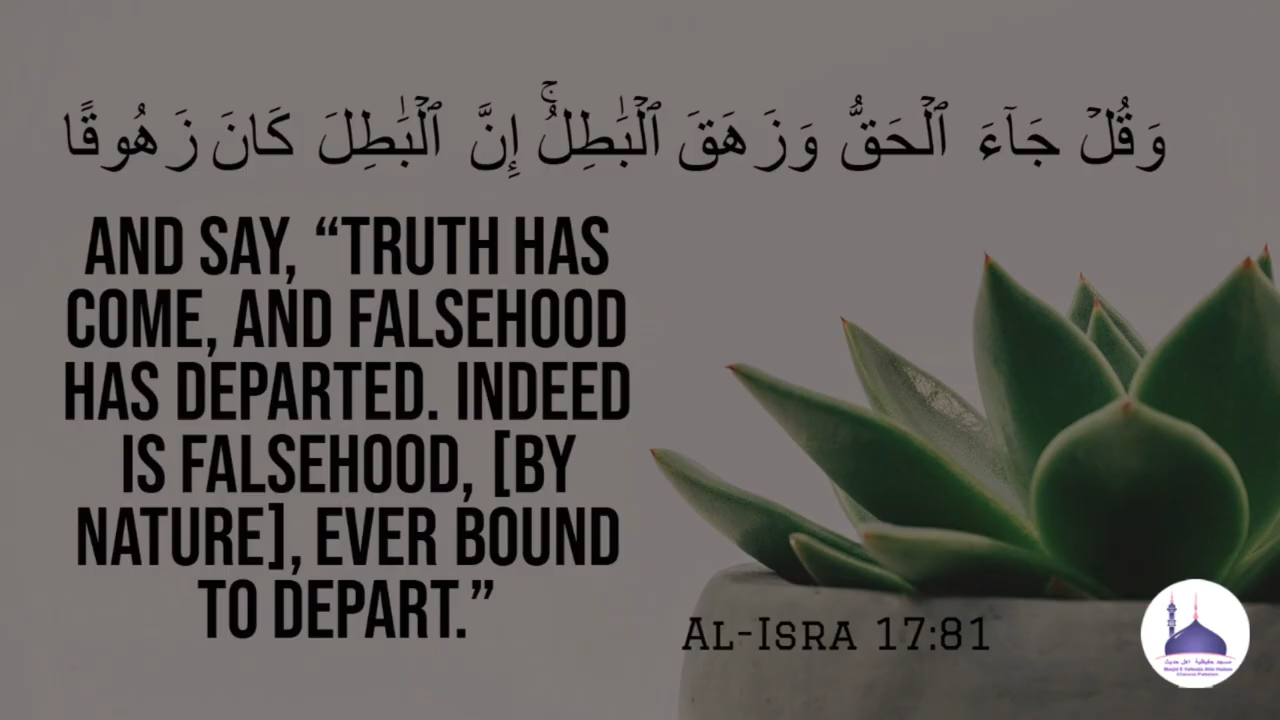 وَقُلْ جَآءَ ٱلْحَقُّ وَزَهَقَ ٱلْبَٰطِلُ ۚ إِنَّ ٱلْبَٰطِلَ كَانَ زَهُوقًا
AND SAY, “TRUTH HAS
COME, AND FALSEHOOD
HAS DEPARTED. INDEED
IS FALSEHOOD, [BY
NATURE], EVER BOUND
TO DEPART.”
AL-ISRA 17:81